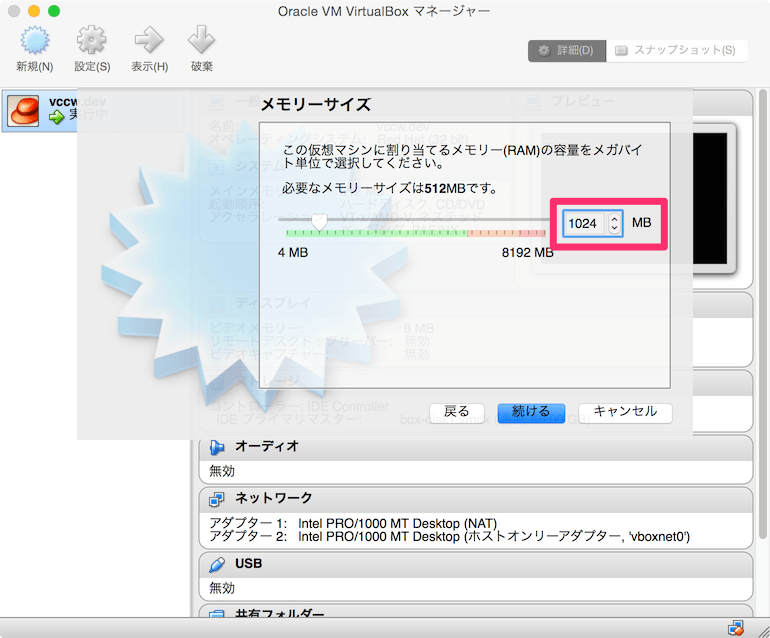 Oracle VM VirtualBox マネージャー
新規(N)
設定(S)
表示(H)
破棄
詳細(D)
スナップショット(S)
vccw.dev
実行中
一般
プレビュー
名前:
vccw.dev
オペレーティングシステム: Red Hat (32 bit)
システム
メインメモリー:
起動順序:
ハードディスク, CD/DVD
アクセラレーション:
VT-x/AMD-V, ネステッド
メモリーサイズ
この仮想マシンに割り当てるメモリー(RAM)の容量をメガバイ
ト単位で選択してください。
必要なメモリーサイズは512MBです。
1024
MB
4 MB
8192 MB
ディスプレイ
ビデオメモリー:
8 MB
リモートデスクトップサーバー:
無効
ビデオキャプチャー:
無効
ストレージ
コントローラー: IDE Controller
IDE プライマリマスター:
戻る
続ける
キャンセル
オーディオ
無効
ネットワーク
アダプター 1: Intel PRO/1000 MT Desktop (NAT)
アダプター 2: Intel PRO/1000 MT Desktop (ホストオンリーアダプター, 'vboxnet0')
USB
無効
共有フォルダー